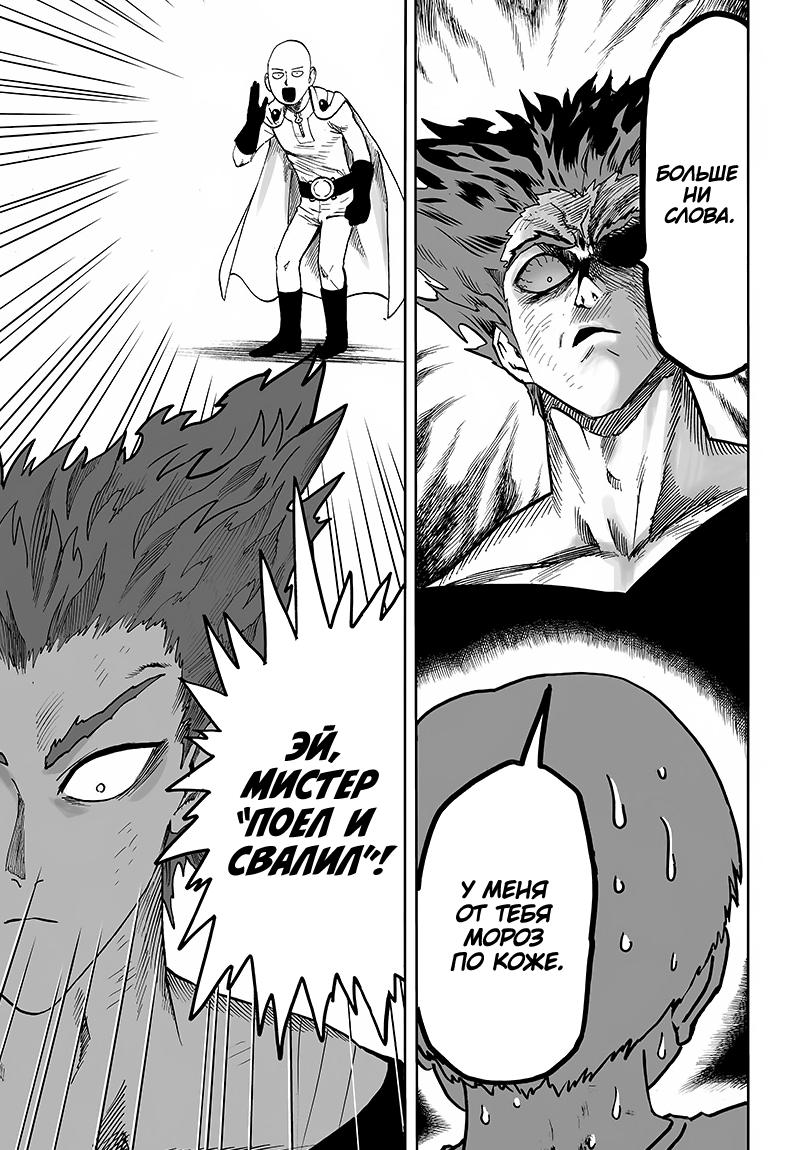 БОЛЬШЕ
НИ
СЛОВА.
У МЕНЯ
ОТ ТЕБЯ
МОРОЗ
ПО КОЖЕ.
ЭЙ,
МИСТЕР
"ПОЕЛ И
СВАЛИЛ"!